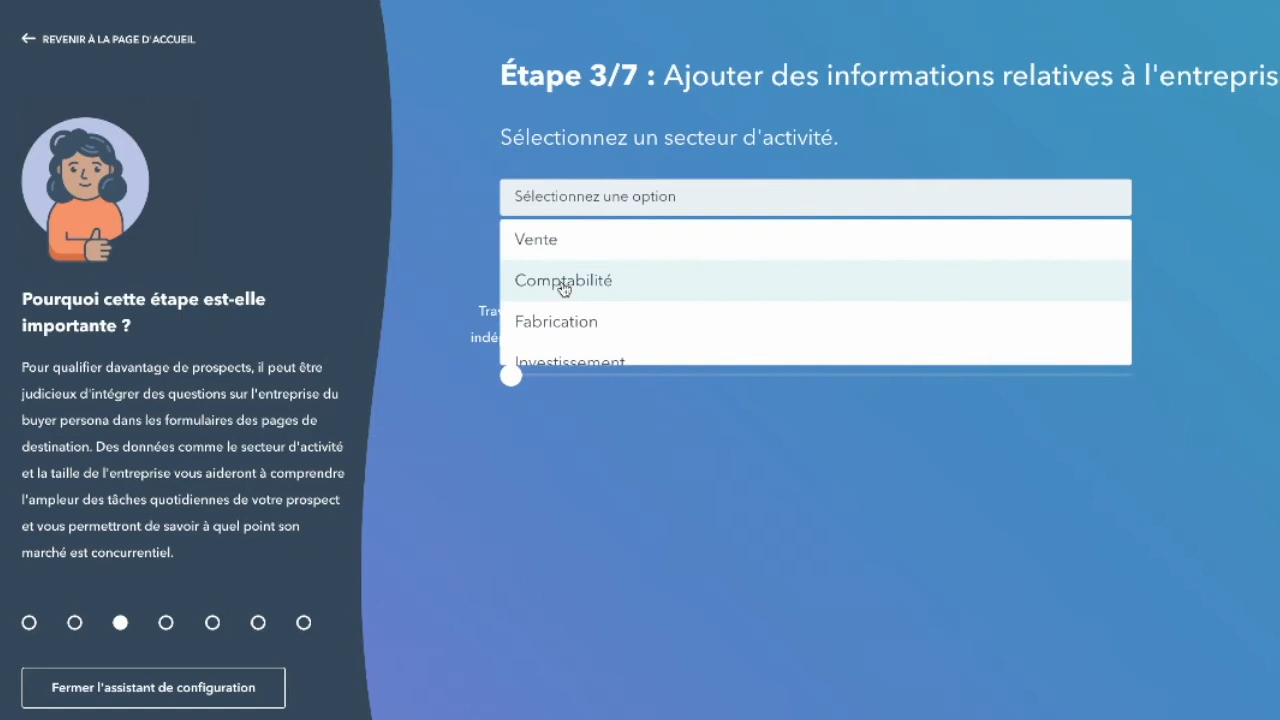 REVENIR À LA PAGE D'ACCUEIL
Pourquoi cette étape est-elle
importante ?
Pour qualifier davantage de prospects, il peut être
judicieux d'intégrer des questions sur l'entreprise du
buyer persona dans les formulaires des pages de
destination. Des données comme le secteur d'activité
et la taille de l'entreprise vous aideront à comprendre
l'ampleur des tâches quotidiennes de votre prospect
et vous permettront de savoir à quel point son
marché est concurrentiel.
Fermer l'assistant de configuration
Étape 3/7 : Ajouter des informations relatives à l'entrepris
Sélectionnez un secteur d'activité.
Sélectionnez une option
Vente
Comptabilité
Fabrication
Investissement